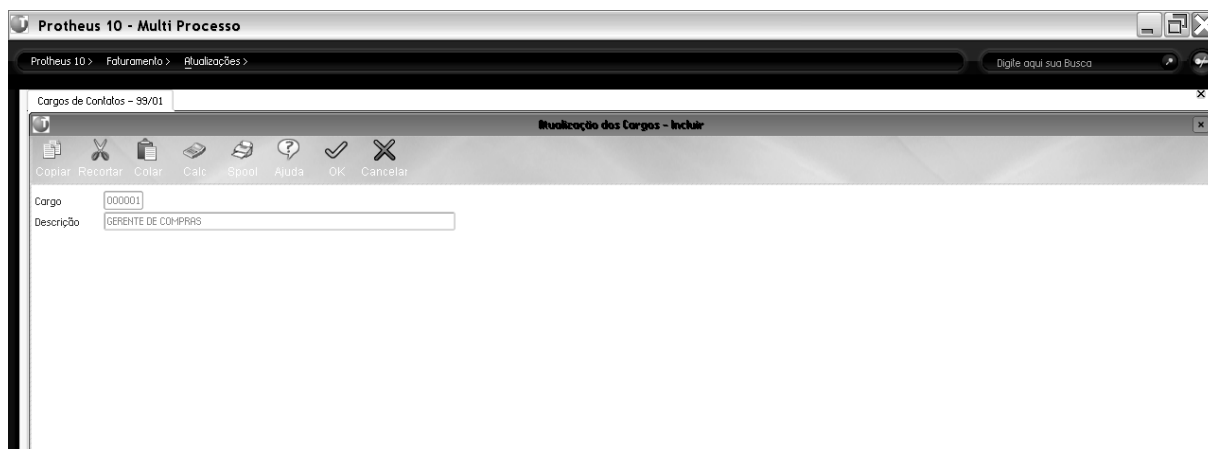 Protheus 10 - Multi Processo
Protheus 10 > Faturamento > Atualizações > Digite aqui sua Busca
Cargos de Contatos - 99/01
Atualização dos Cargos - Incluir
Copiar Recortar Colar Calc Spool Ajuda OK Cancelar
Cargo 000001
Descrição GERENTE DE COMPRAS